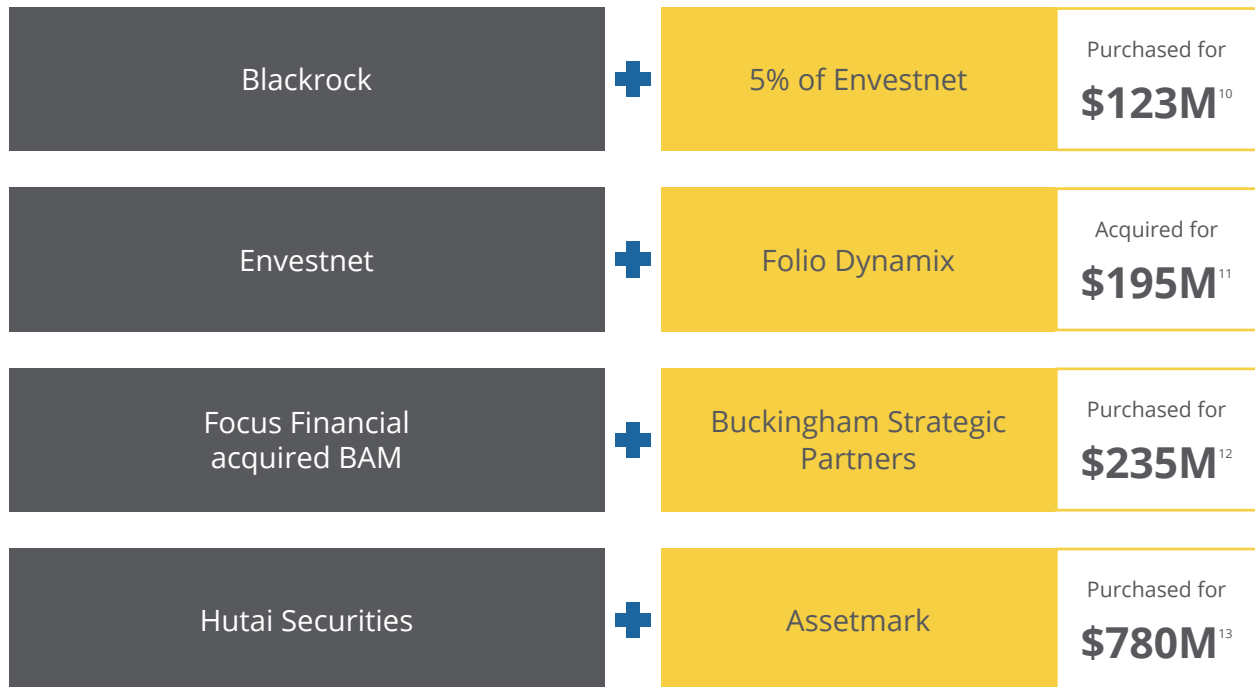 Blackrock
5% of Envestnet
Purchased for
$123M¹⁰
Envestnet
Folio Dynamix
Acquired for
$195M¹¹
Focus Financial
acquired BAM
Buckingham Strategic
Partners
Purchased for
$235M¹²
Hutai Securities
Assetmark
Purchased for
$780M¹³